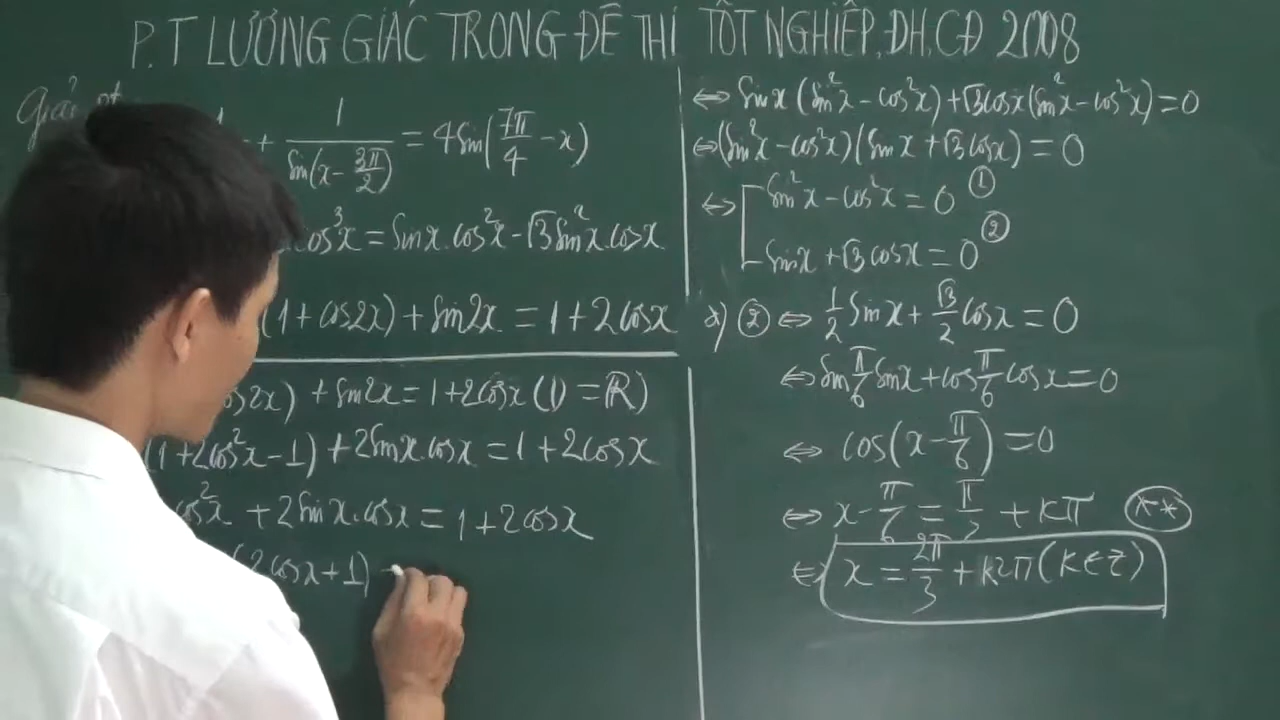 P.T LƯỢNG GIÁC TRONG ĐỀ THI TỐT NGHIỆP, ĐH, CĐ 2008
Giải pt
+ 1/sin(x - 3π/2) = 4sin(7π/4 - x)
cos³x = sinx.cos²x - √3sin²x.cosx
(1+cos2x) + sin2x = 1+2cosx
os2x) + sin2x = 1+2cosx (D = ℝ)
(1+2cos²x - 1) + 2sinx.cosx = 1+2cosx
cos²x + 2sinx.cosx = 1+2cosx
(2cosx+1) -
⇔ sinx(sin²x - cos²x) + √3cosx(sin²x - cos²x) = 0
⇔ (sin²x - cos²x)(sinx + √3cosx) = 0
⇔ [ sin²x - cos²x = 0 ①
sinx + √3cosx = 0 ②
② ⇔ 1/2 sinx + √3/2 cosx = 0
⇔ sin π/6 sinx + cos π/6 cosx = 0
⇔ cos(x - π/6) = 0
⇔ x - π/6 = π/2 + kπ (**)
⇔ x = 2π/3 + k2π (k∈z)